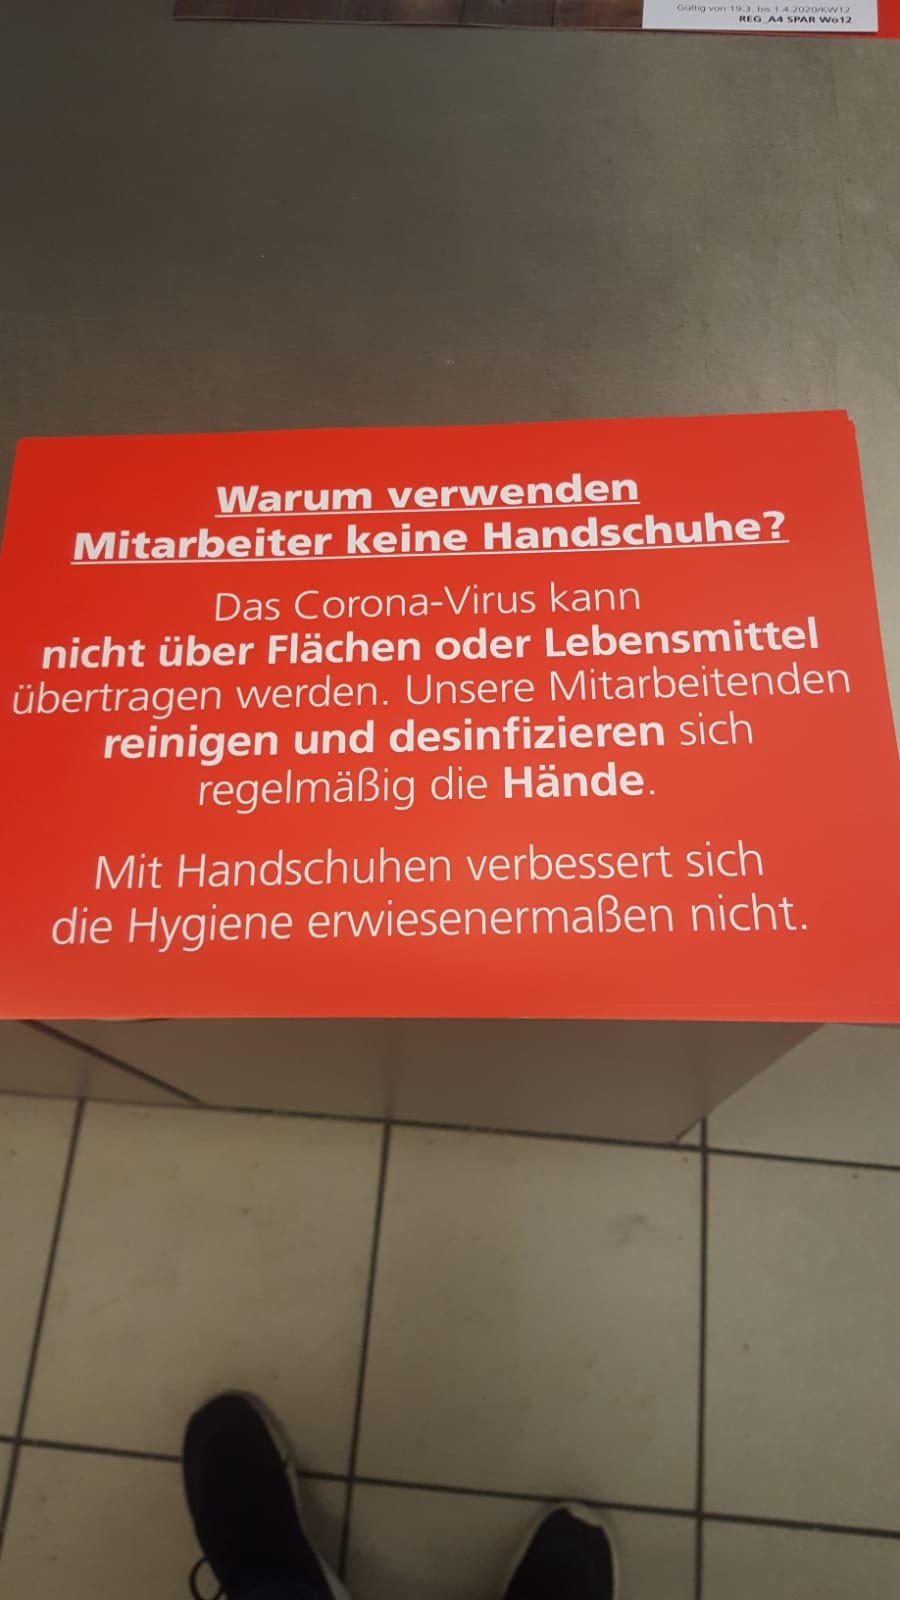 Gültig von 19.3. bis 1.4.2020/KW12
REG_A4 SPAR Wo12
Warum verwenden
Mitarbeiter keine Handschuhe?
Das Corona-Virus kann
nicht über Flächen oder Lebensmittel
übertragen werden. Unsere Mitarbeitenden
reinigen und desinfizieren sich
regelmäßig die Hände.
Mit Handschuhen verbessert sich
die Hygiene erwiesenermaßen nicht.